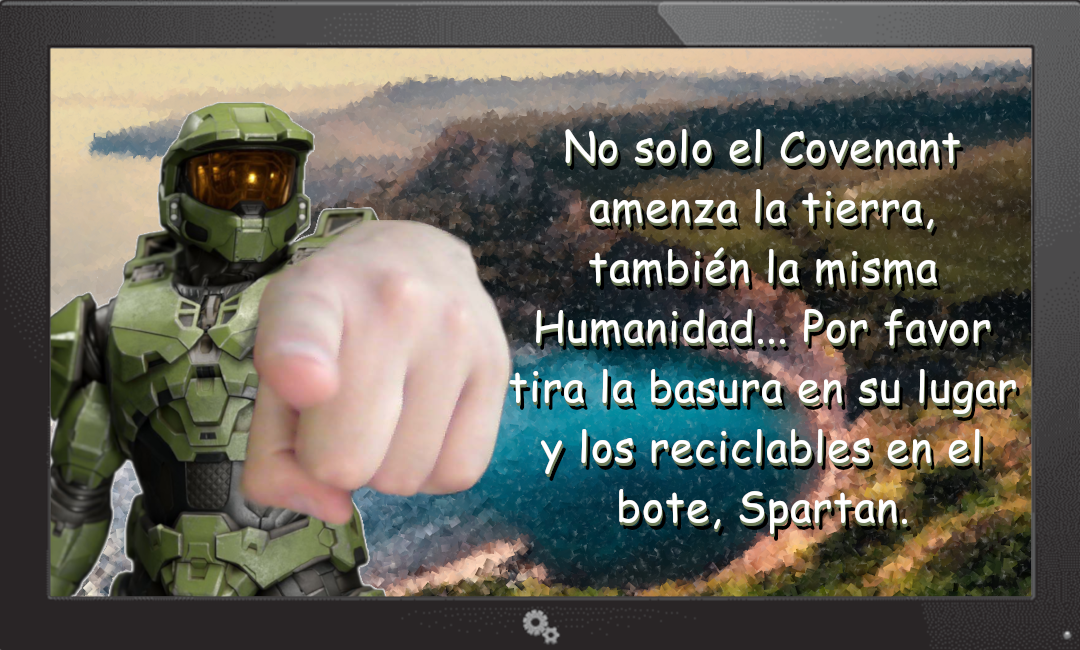 No solo el Covenant
amenza la tierra,
también la misma
Humanidad... Por favor
tira la basura en su lugar
y los reciclables en el
bote, Spartan.